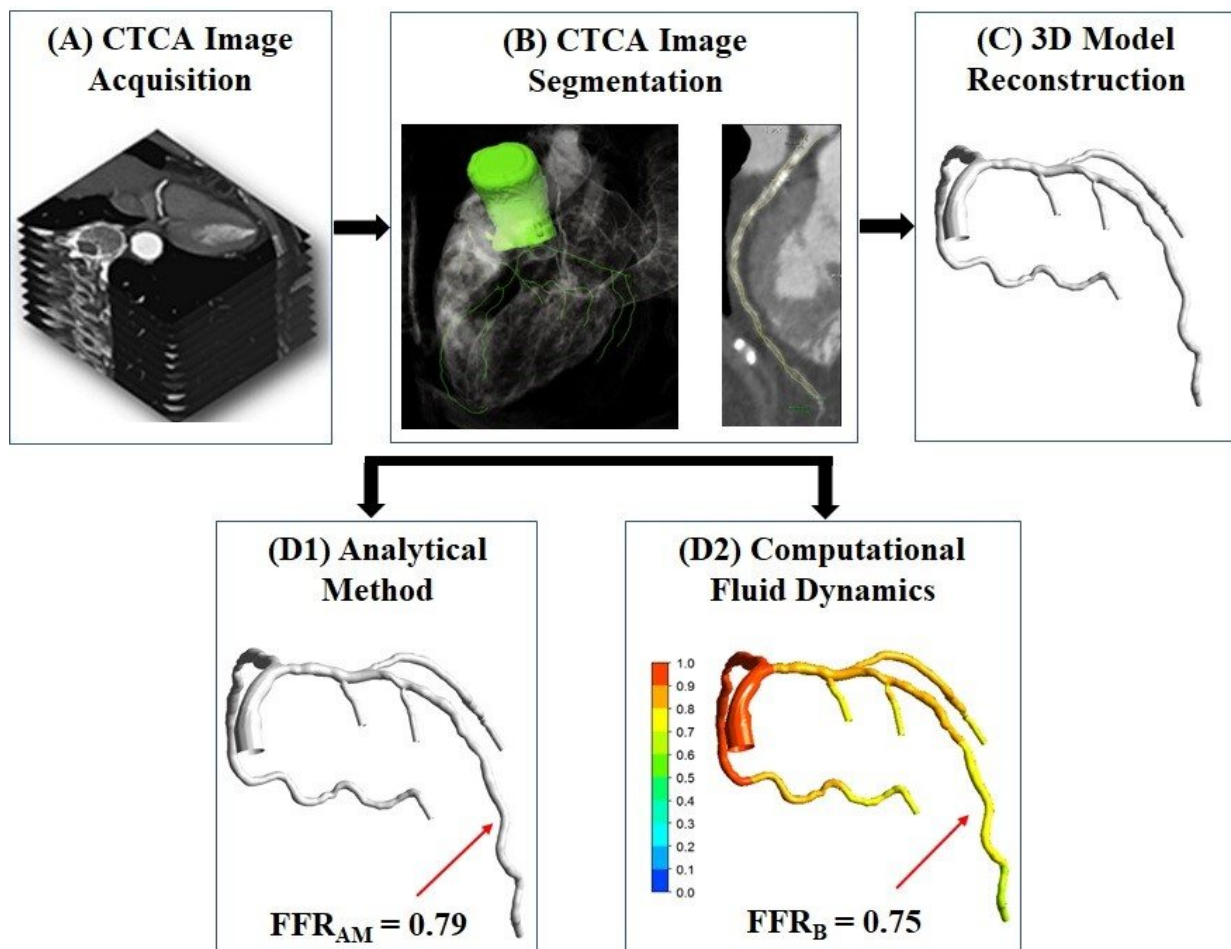 (A) CTCA Image
Acquisition
(B) CTCA Image
Segmentation
(C) 3D Model
Reconstruction
(D1) Analytical
Method
FFR_AM = 0.79
(D2) Computational
Fluid Dynamics
1.0
0.9
0.8
0.7
0.6
0.5
0.4
0.3
0.2
0.1
0.0
FFR_B = 0.75